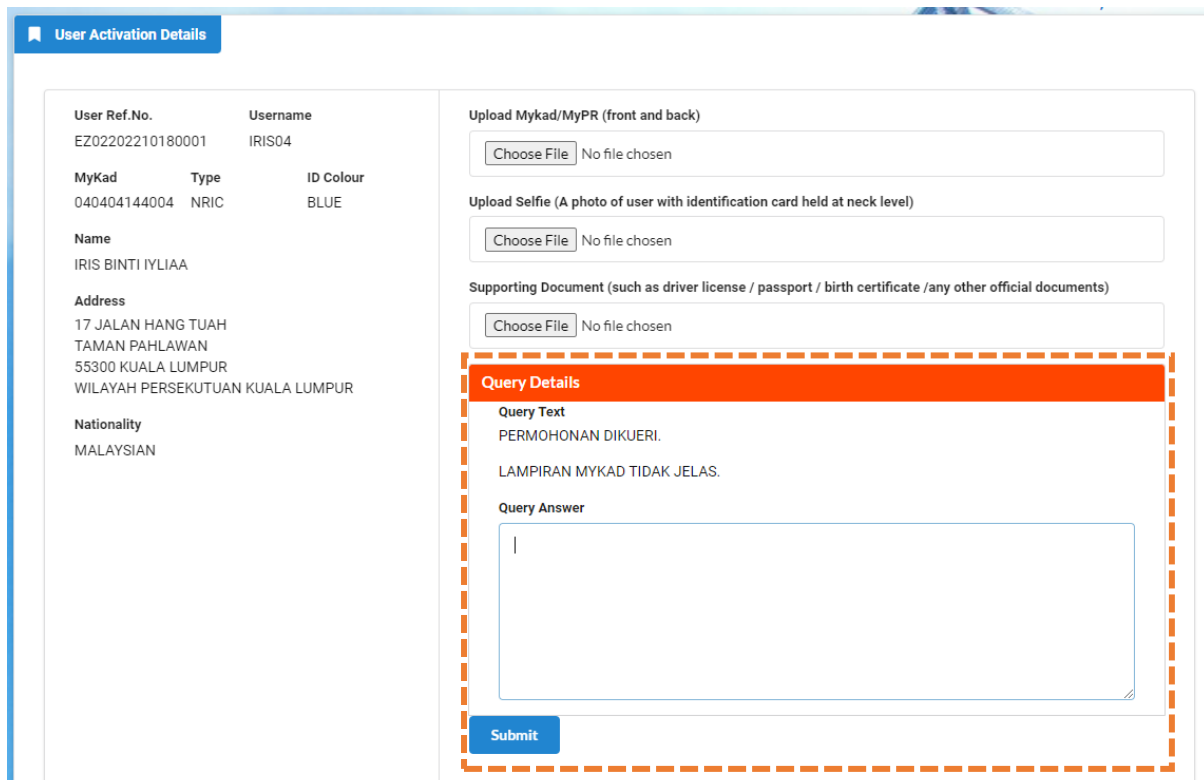 User Activation Details
User Ref.No. Username
EZ02202210180001 IRIS04
MyKad Type ID Colour
040404144004 NRIC BLUE
Name
IRIS BINTI IYLIAA
Address
17 JALAN HANG TUAH
TAMAN PAHLAWAN
55300 KUALA LUMPUR
WILAYAH PERSEKUTUAN KUALA LUMPUR
Nationality
MALAYSIAN
Upload Mykad/MyPR (front and back)
Choose File No file chosen
Upload Selfie (A photo of user with identification card held at neck level)
Choose File No file chosen
Supporting Document (such as driver license / passport / birth certificate /any other official documents)
Choose File No file chosen
Query Details
Query Text
PERMOHONAN DIKUERI.
LAMPIRAN MYKAD TIDAK JELAS.
Query Answer
Submit